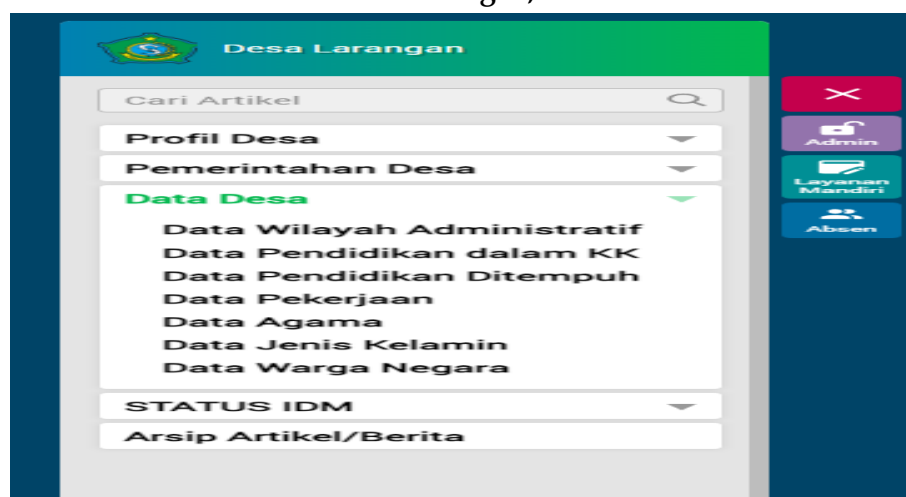 Desa Larangan
Cari Artikel
Profil Desa
Pemerintahan Desa
Data Desa
Data Wilayah Administratif
Data Pendidikan dalam KK
Data Pendidikan Ditempuh
Data Pekerjaan
Data Agama
Data Jenis Kelamin
Data Warga Negara
STATUS IDM
Arsip Artikel/Berita
Admin
Layanan
Mandiri
Absen